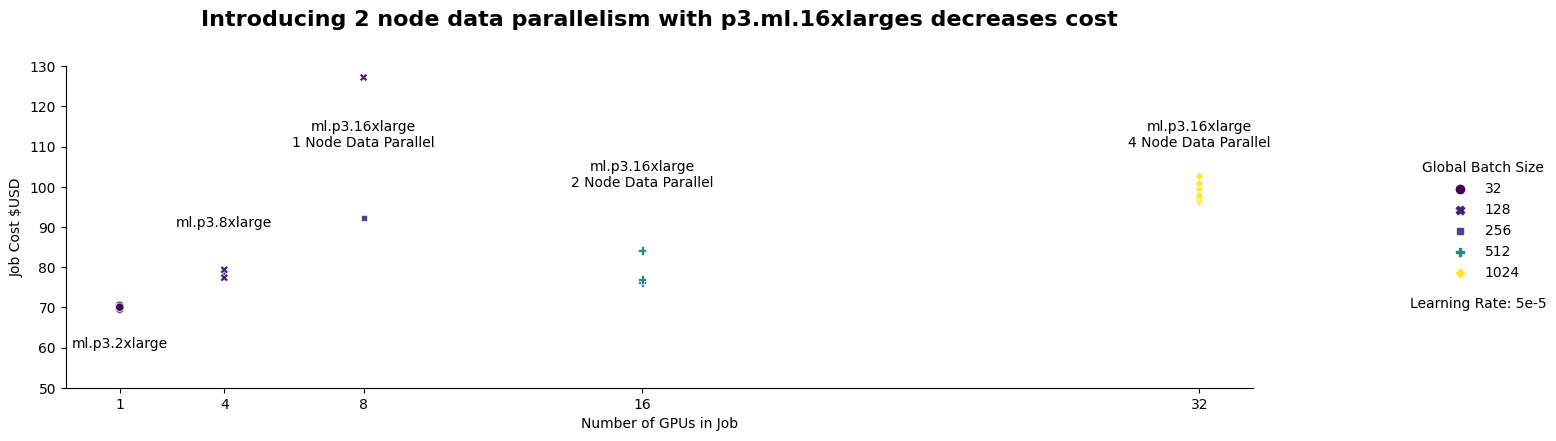 Introducing 2 node data parallelism with p3.ml.16xlarges decreases cost
130
120
110
100
90
80
70
60
50
Job Cost $USD
ml.p3.2xlarge
ml.p3.8xlarge
ml.p3.16xlarge
1 Node Data Parallel
ml.p3.16xlarge
2 Node Data Parallel
ml.p3.16xlarge
4 Node Data Parallel
1
4
8
16
32
Number of GPUs in Job
Global Batch Size
32
128
256
512
1024
Learning Rate: 5e-5